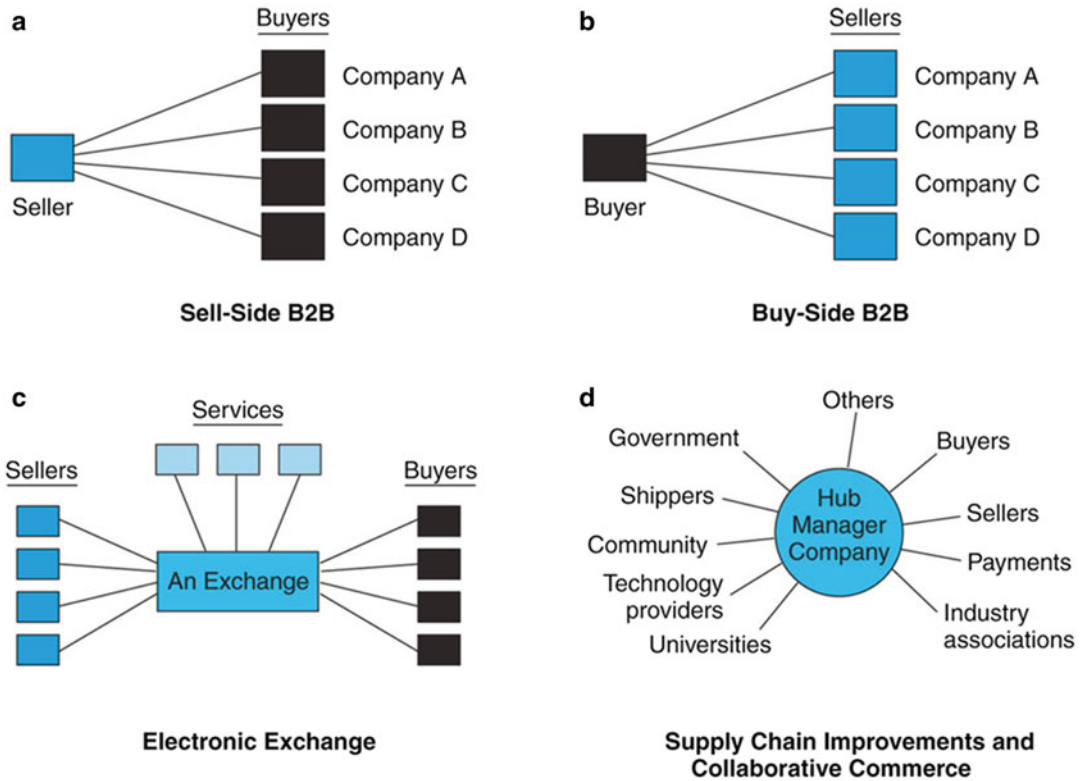 a
Buyers
Company A
Company B
Company C
Company D
Seller
Sell-Side B2B
b
Sellers
Company A
Company B
Company C
Company D
Buyer
Buy-Side B2B
c
Services
Sellers
Buyers
An Exchange
Electronic Exchange
d
Others
Government
Buyers
Shippers
Hub
Manager
Company
Sellers
Community
Payments
Technology
providers
Industry
associations
Universities
Supply Chain Improvements and
Collaborative Commerce